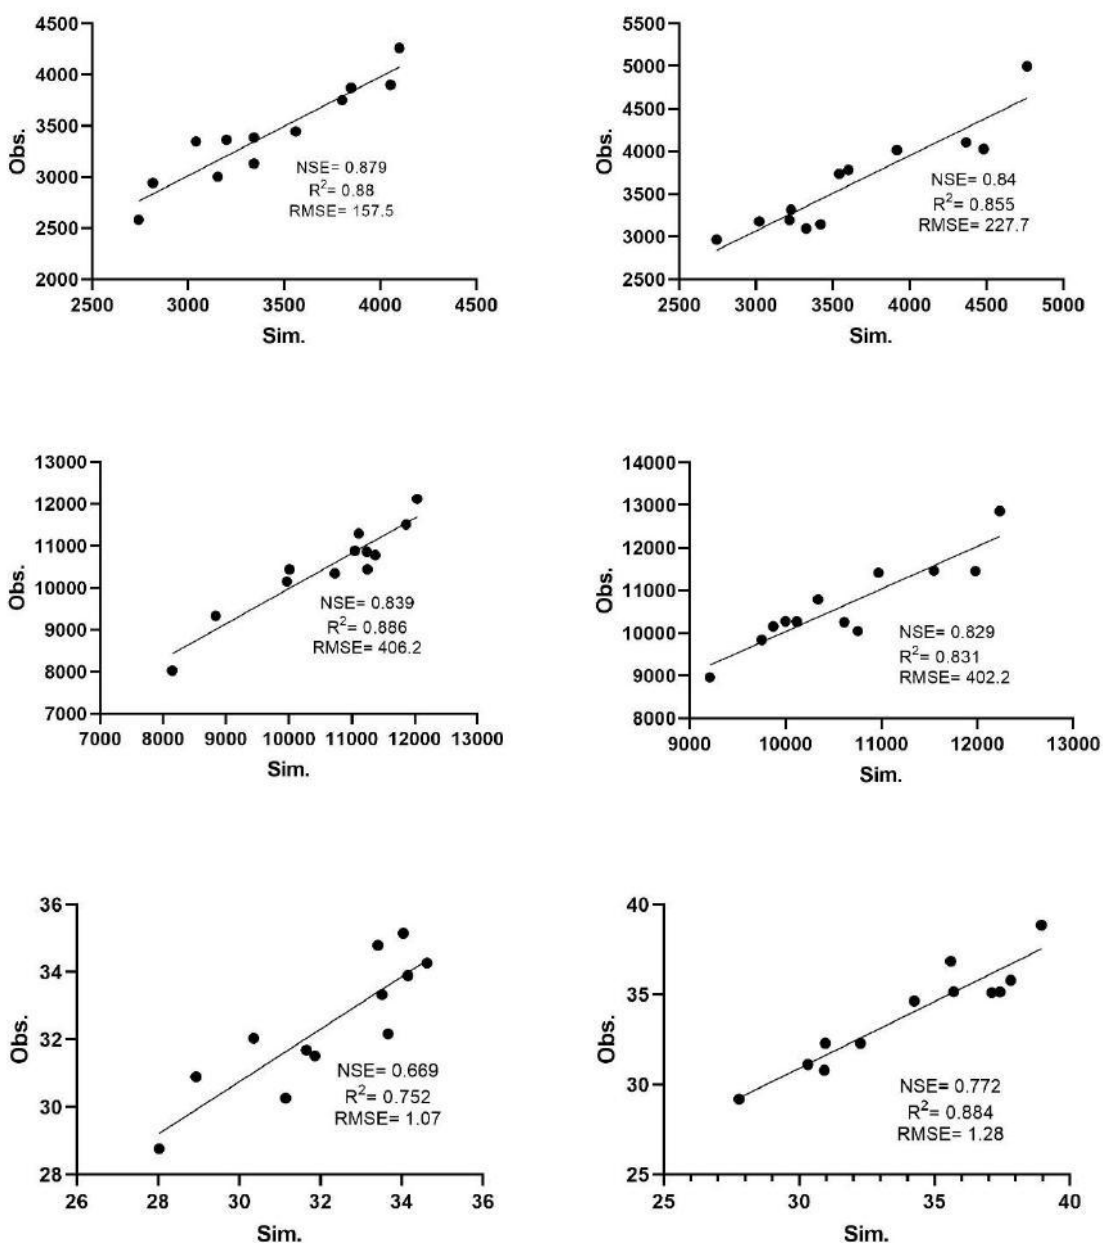 4500
4000
3500
3000
2500
2000
Obs.
NSE= 0.879
R²= 0.88
RMSE= 157.5
2500 3000 3500 4000 4500
Sim.
5500
5000
4500
4000
3500
3000
2500
Obs.
NSE= 0.84
R²= 0.855
RMSE= 227.7
2500 3000 3500 4000 4500 5000
Sim.
13000
12000
11000
10000
9000
8000
7000
Obs.
NSE= 0.839
R²= 0.886
RMSE= 406.2
7000 8000 9000 10000 11000 12000 13000
Sim.
14000
13000
12000
11000
10000
9000
8000
Obs.
NSE= 0.829
R²= 0.831
RMSE= 402.2
9000 10000 11000 12000 13000
Sim.
36
34
32
30
28
Obs.
NSE= 0.669
R²= 0.752
RMSE= 1.07
26 28 30 32 34 36
Sim.
40
35
30
25
Obs.
NSE= 0.772
R²= 0.884
RMSE= 1.28
25 30 35 40
Sim.